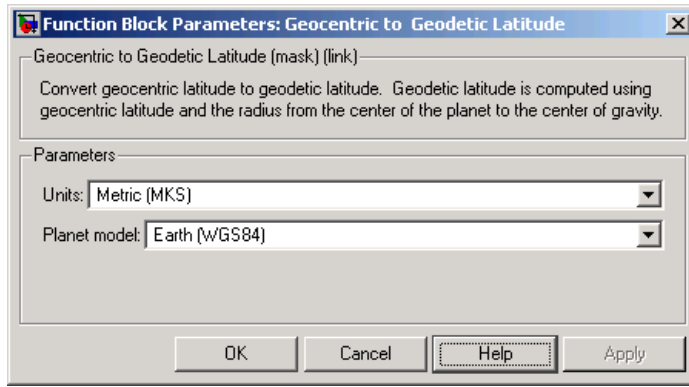 Function Block Parameters: Geocentric to  Geodetic Latitude
Geocentric to Geodetic Latitude (mask) (link)
Convert geocentric latitude to geodetic latitude.  Geodetic latitude is computed using
geocentric latitude and the radius from the center of the planet to the center of gravity.
Parameters
Units: Metric (MKS)
Planet model: Earth (WGS84)
OK Cancel Help Apply